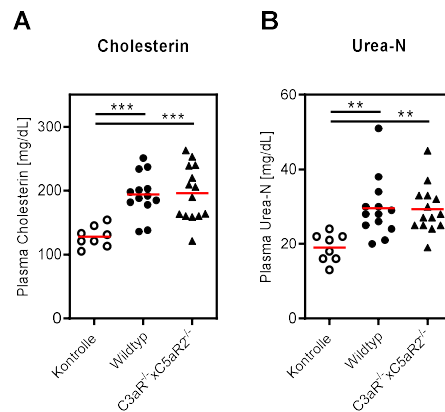 A
Cholesterin
***
***
Plasma Cholesterin [mg/dL]
300
200
100
0
Kontrolle
Wildtyp
C3aR⁻/⁻xC5aR2⁻/⁻
B
Urea-N
**
**
Plasma Urea-N [mg/dL]
60
40
20
0
Kontrolle
Wildtyp
C3aR⁻/⁻xC5aR2⁻/⁻